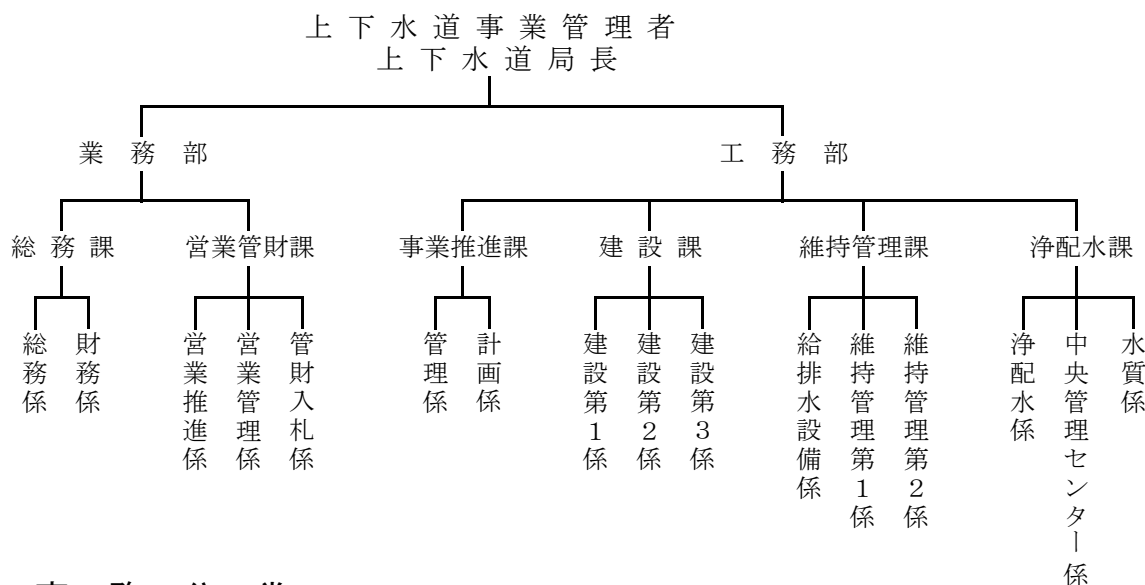 上下水道事業管理者
上下水道局長
業務部
工務部
総務課
営業管財課
事業推進課
建設課
維持管理課
浄配水課
総務係
財務係
営業推進係
営業管理係
管財入札係
管理係
計画係
建設第1係
建設第2係
建設第3係
給排水設備係
維持管理第1係
維持管理第2係
浄配水係
中央管理センター係
水質係